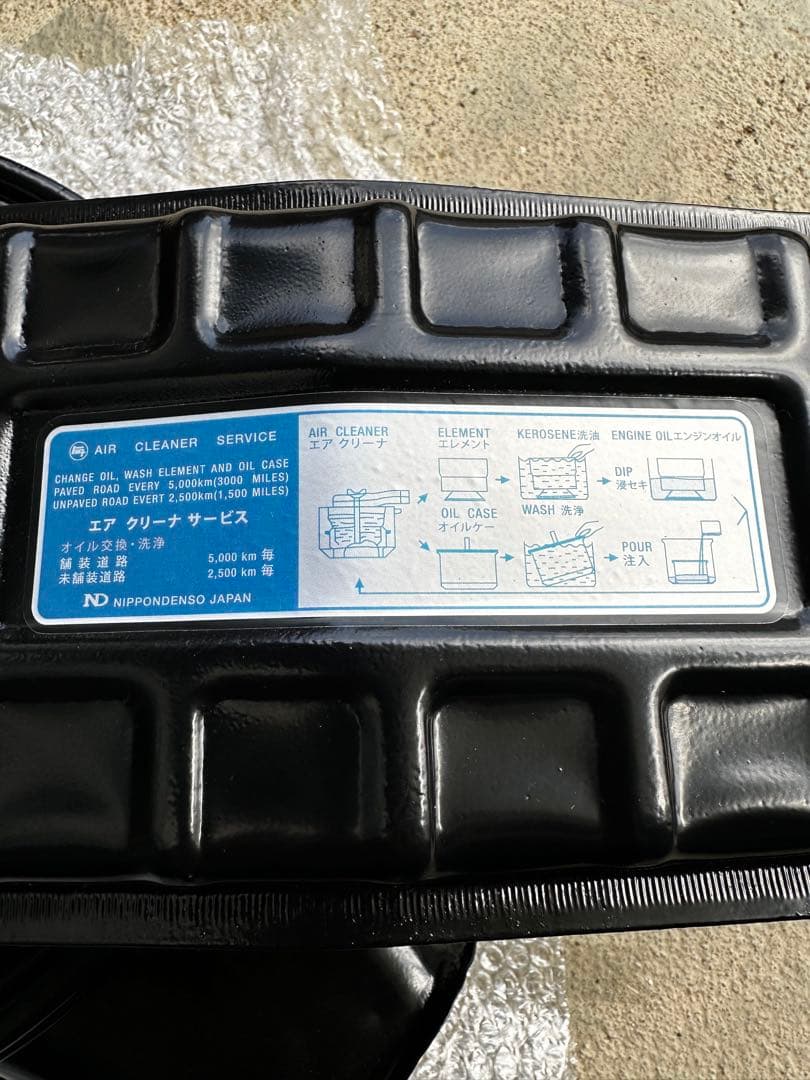 AIR CLEANER SERVICE
CHANGE OIL, WASH ELEMENT AND OIL CASE
PAVED ROAD EVERY 5,000km(3000 MILES)
UNPAVED ROAD EVERT 2,500km(1,500 MILES)
エア クリーナ サービス
オイル交換・洗浄
舗装道路 5,000 km 毎
未舗装道路 2,500 km 毎
ND NIPPONDENSO JAPAN
AIR CLEANER
エア クリーナ
ELEMENT
エレメント
KEROSENE洗油
ENGINE OILエンジンオイル
DIP
浸セキ
OIL CASE
オイルケー
WASH 洗浄
POUR
注入